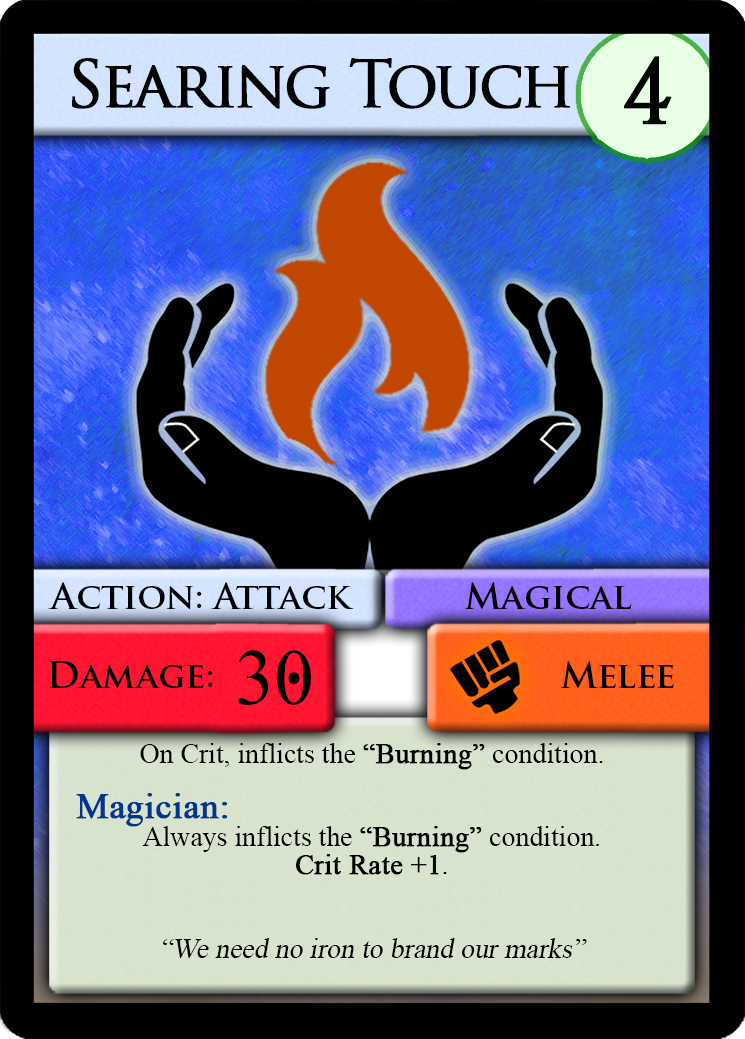 Searing Touch
4
Action: Attack
Magical
Damage: 30
Melee
On Crit, inflicts the “Burning” condition.
Magician:
Always inflicts the “Burning” condition.
Crit Rate +1.
“We need no iron to brand our marks”